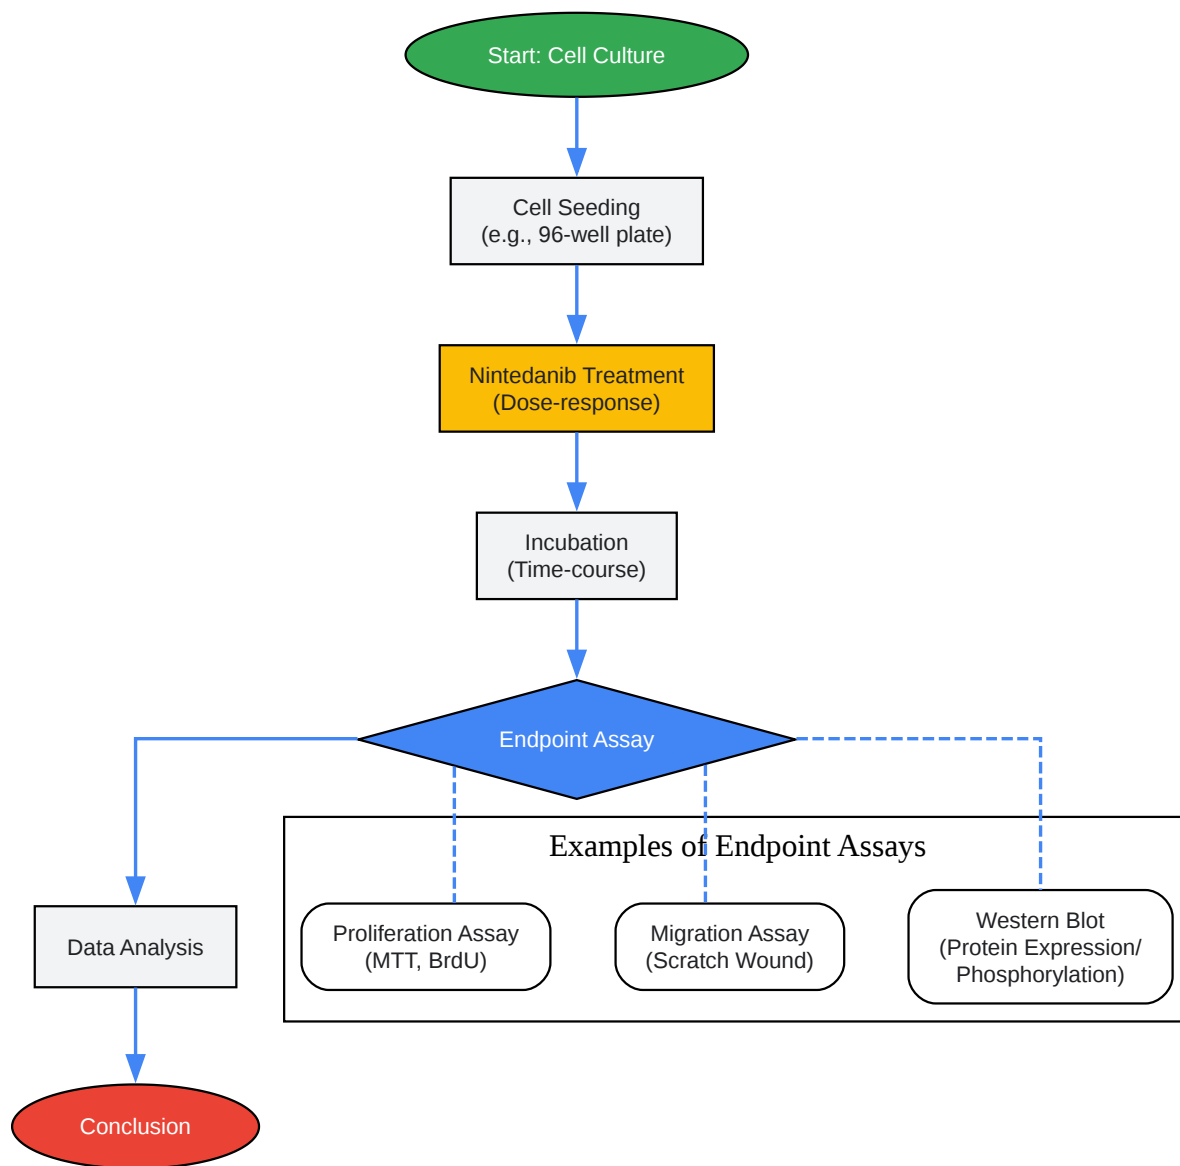 Start: Cell Culture
Cell Seeding
(e.g., 96-well plate)
Nintedanib Treatment
(Dose-response)
Incubation
(Time-course)
Endpoint Assay
Examples of Endpoint Assays
Data Analysis
Proliferation Assay
(MTT, BrdU)
Migration Assay
(Scratch Wound)
Western Blot
(Protein Expression/
Phosphorylation)
Conclusion